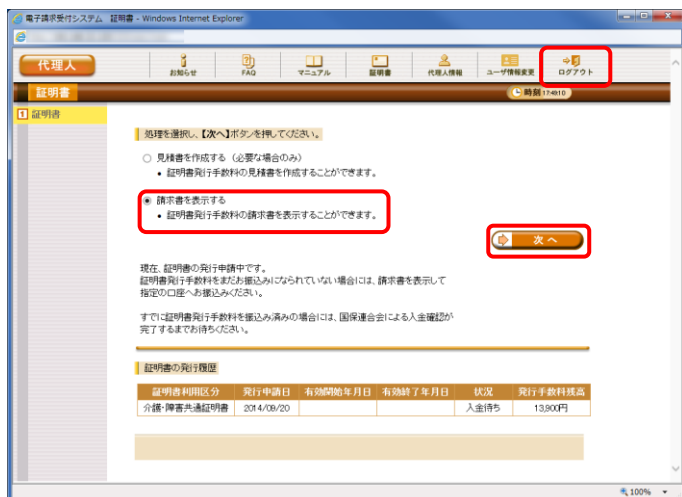 電子請求受付システム 証明書 - Windows Internet Explorer
代理人
お知らせ
FAQ
マニュアル
証明書
代理人情報
ユーザ情報変更
ログアウト
証明書
時刻 17:49:10
1 証明書
処理を選択し、【次へ】ボタンを押してください。
見積書を作成する（必要な場合のみ）
• 証明書発行手数料の見積書を作成することができます。
請求書を表示する
• 証明書発行手数料の請求書を表示することができます。
次 へ
現在、証明書の発行申請中です。
証明書発行手数料をまだお振込みになられていない場合には、請求書を表示して
指定の口座へお振込みください。
すでに証明書発行手数料を振込み済みの場合には、国保連合会による入金確認が
完了するまでお待ちください。
証明書の発行履歴
証明書利用区分 発行申請日 有効開始年月日 有効終了年月日 状況 発行手数料残高
介護・障害共通証明書 2014/09/20 入金待ち 13,900円
100%